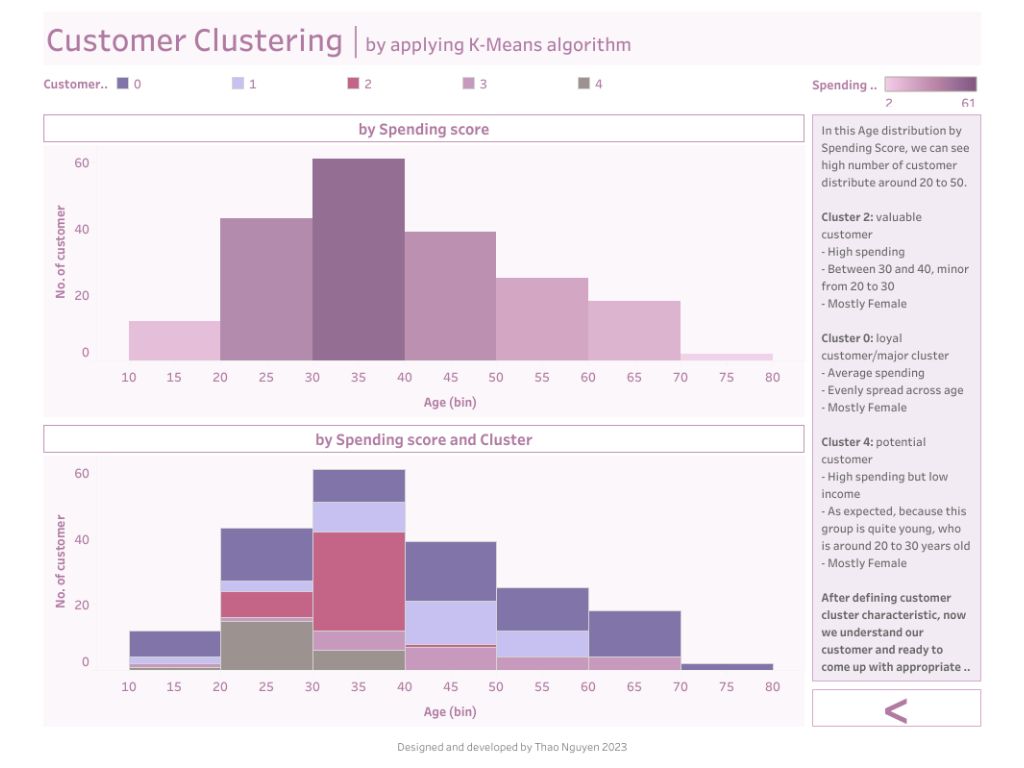 Customer Clustering | by applying K-Means algorithm
Customer.. 0 1 2 3 4
Spending ..
2 61
by Spending score
60
40
20
0
No. of customer
10 15 20 25 30 35 40 45 50 55 60 65 70 75 80
Age (bin)
by Spending score and Cluster
60
40
20
0
No. of customer
10 15 20 25 30 35 40 45 50 55 60 65 70 75 80
Age (bin)
In this Age distribution by
Spending Score, we can see
high number of customer
distribute around 20 to 50.
Cluster 2: valuable
customer
- High spending
- Between 30 and 40, minor
from 20 to 30
- Mostly Female
Cluster 0: loyal
customer/major cluster
- Average spending
- Evenly spread across age
- Mostly Female
Cluster 4: potential
customer
- High spending but low
income
- As expected, because this
group is quite young, who
is around 20 to 30 years old
- Mostly Female
After defining customer
cluster characteristic, now
we understand our
customer and ready to
come up with appropriate ..
<
Designed and developed by Thao Nguyen 2023